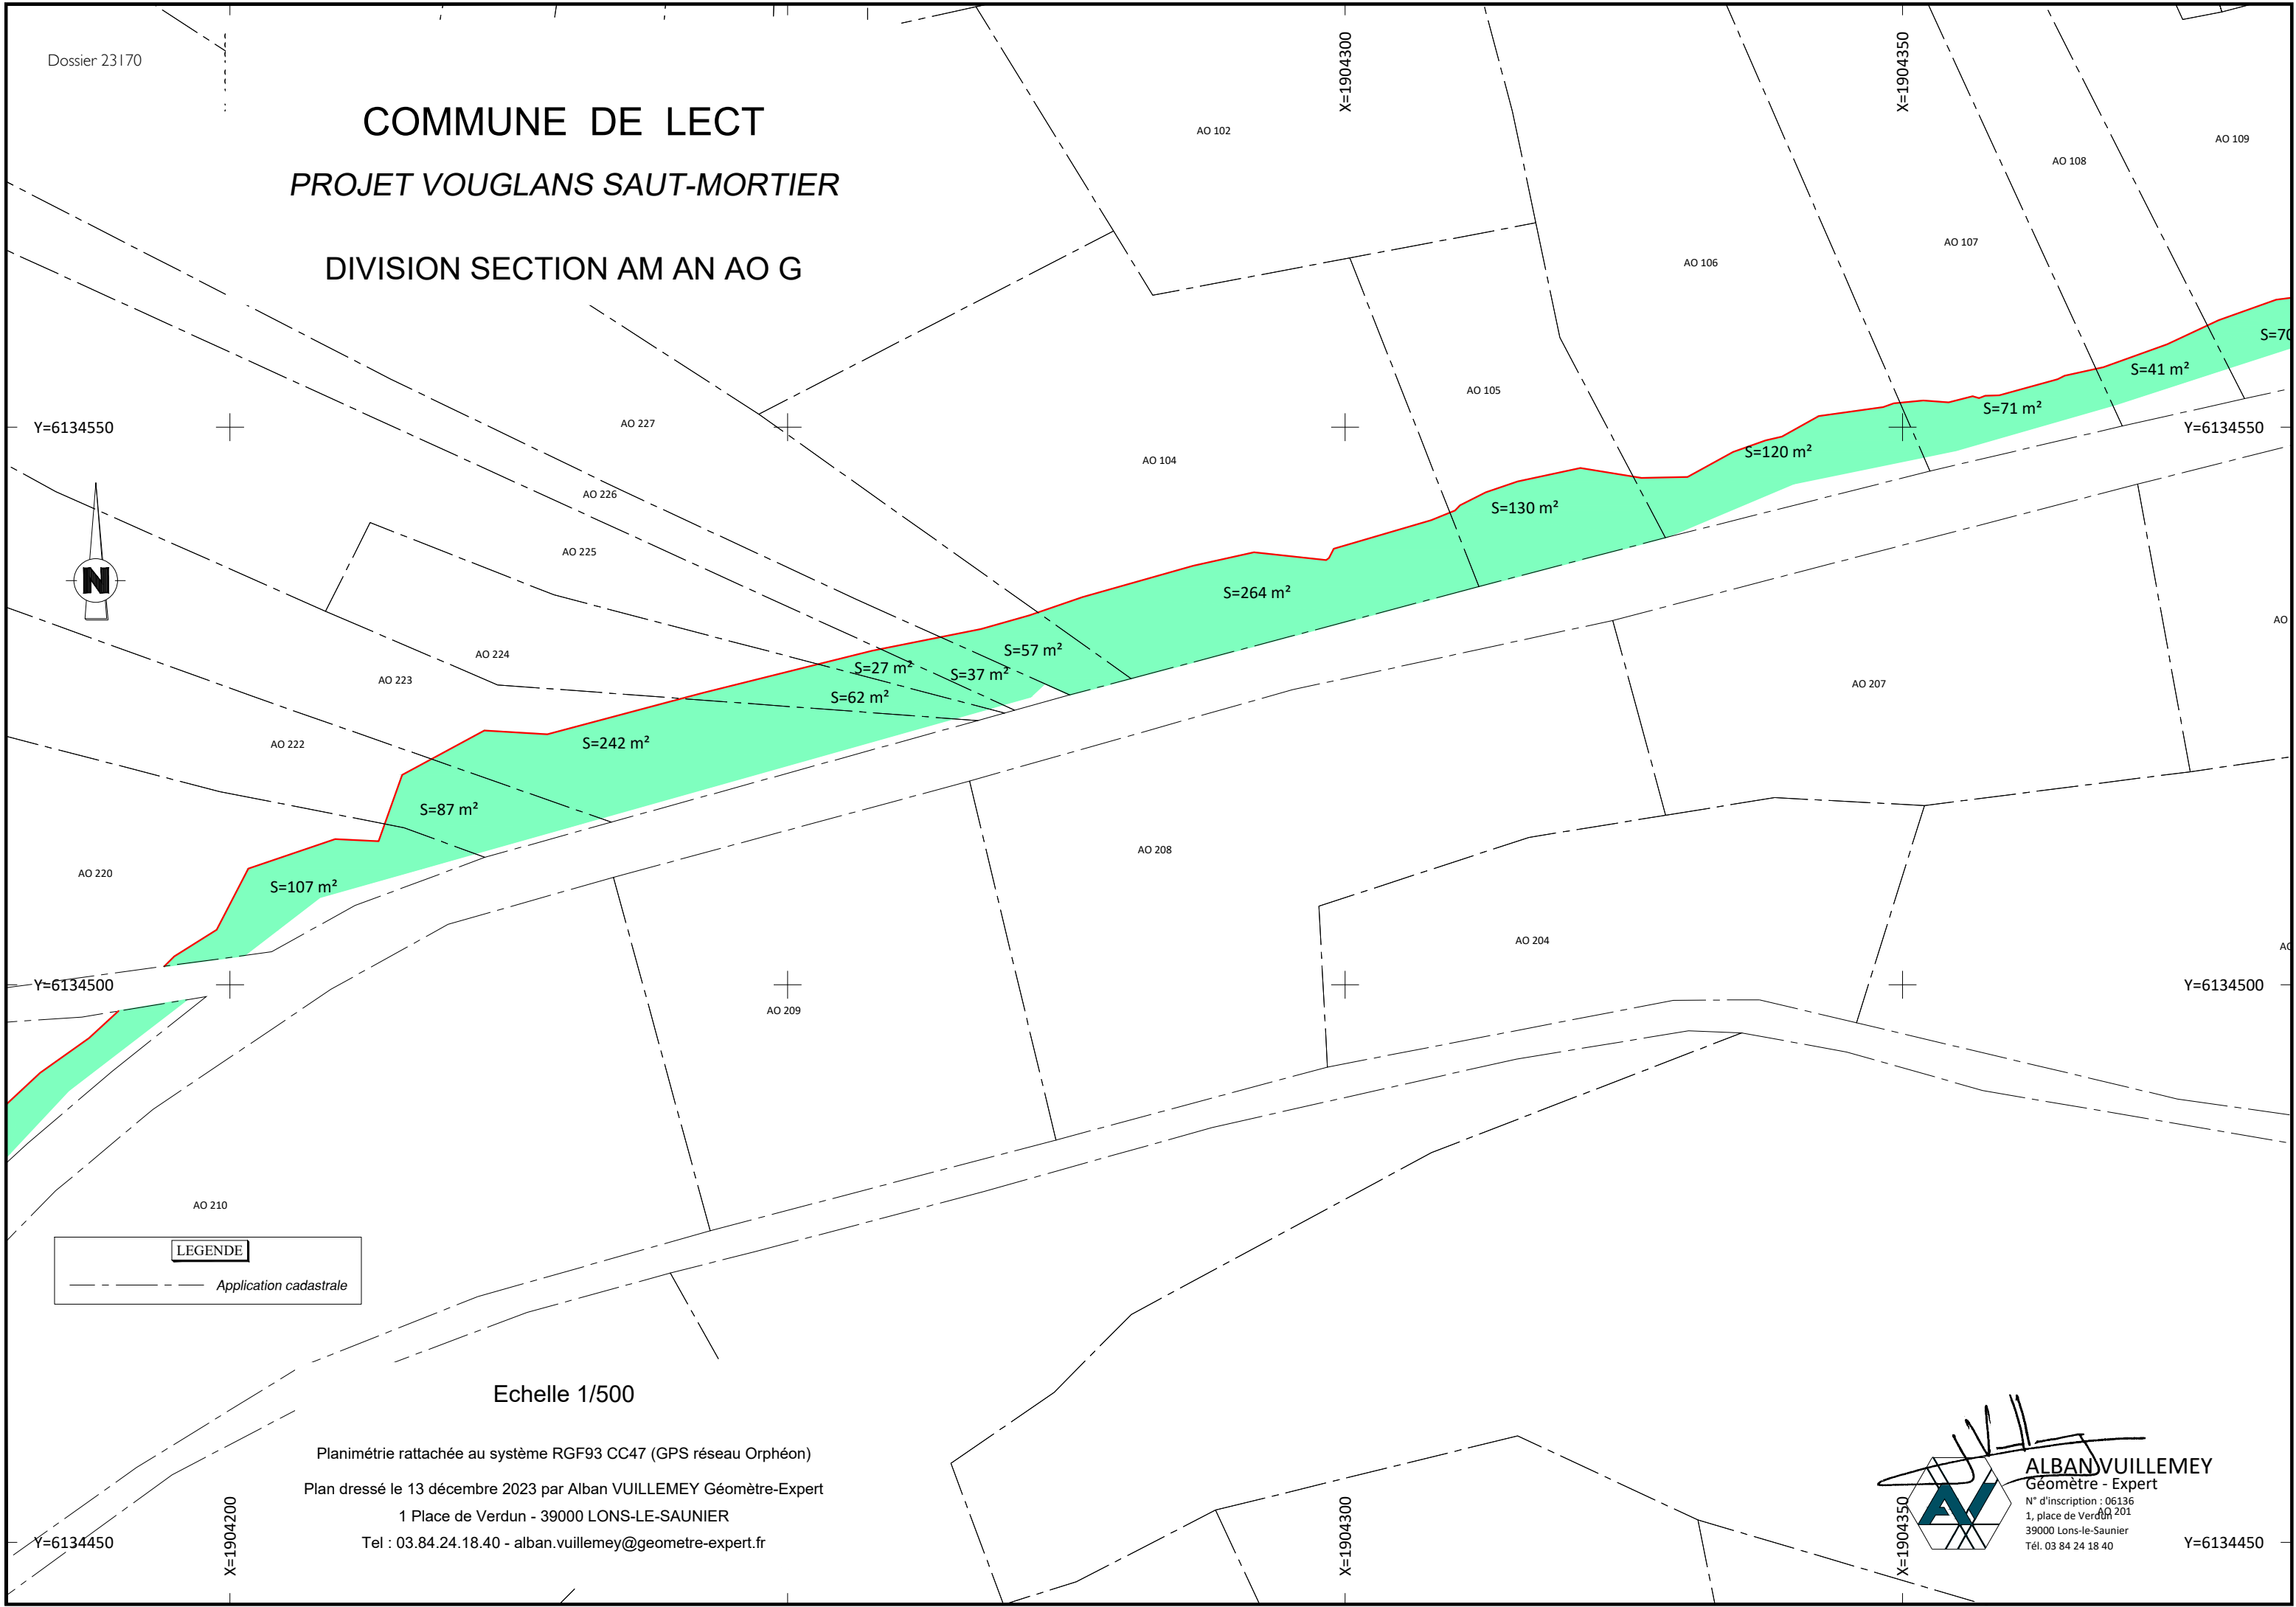 Dossier 23170
COMMUNE DE LECT
PROJET VOUGLANS SAUT-MORTIER
DIVISION SECTION AM AN AO G
X=1904300
X=1904350
AO 102
AO 109
AO 108
AO 107
AO 106
S=70
S=41 m²
AO 105
S=71 m²
Y=6134550
AO 227
Y=6134550
S=120 m²
AO 104
AO 226
S=130 m²
AO 225
N
S=264 m²
AO
AO 224
S=57 m²
S=27 m²
S=37 m²
AO 223
AO 207
S=62 m²
AO 222
S=242 m²
S=87 m²
AO 208
AO 220
S=107 m²
AO 204
AO
Y=6134500
Y=6134500
AO 209
AO 210
LEGENDE
Application cadastrale
Echelle 1/500
Planimétrie rattachée au système RGF93 CC47 (GPS réseau Orphéon)
Plan dressé le 13 décembre 2023 par Alban VUILLEMEY Géomètre-Expert
1 Place de Verdun - 39000 LONS-LE-SAUNIER
Tel : 03.84.24.18.40 - alban.vuillemey@geometre-expert.fr
X=1904200
X=1904300
X=1904350
Y=6134450
Y=6134450
AV
ALBAN VUILLEMEY
Géomètre - Expert
N° d'inscription : 06136
1, place de Verdun
AO 201
39000 Lons-le-Saunier
Tél. 03 84 24 18 40